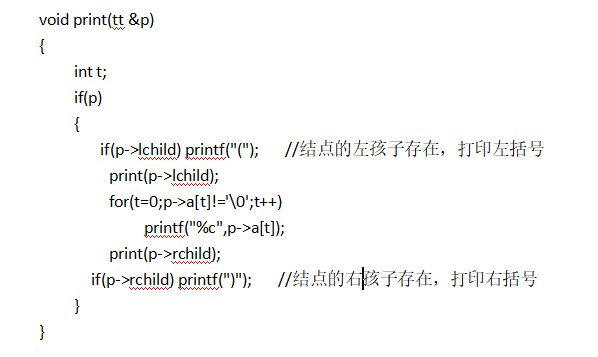 void print(tt &p)
{
int t;
if(p)
{
if(p->lchild) printf("("); //结点的左孩子存在，打印左括号
print(p->lchild);
for(t=0;p->a[t]!='\0';t++)
printf("%c",p->a[t]);
print(p->rchild);
if(p->rchild) printf(")"); //结点的右孩子存在，打印右括号
}
}